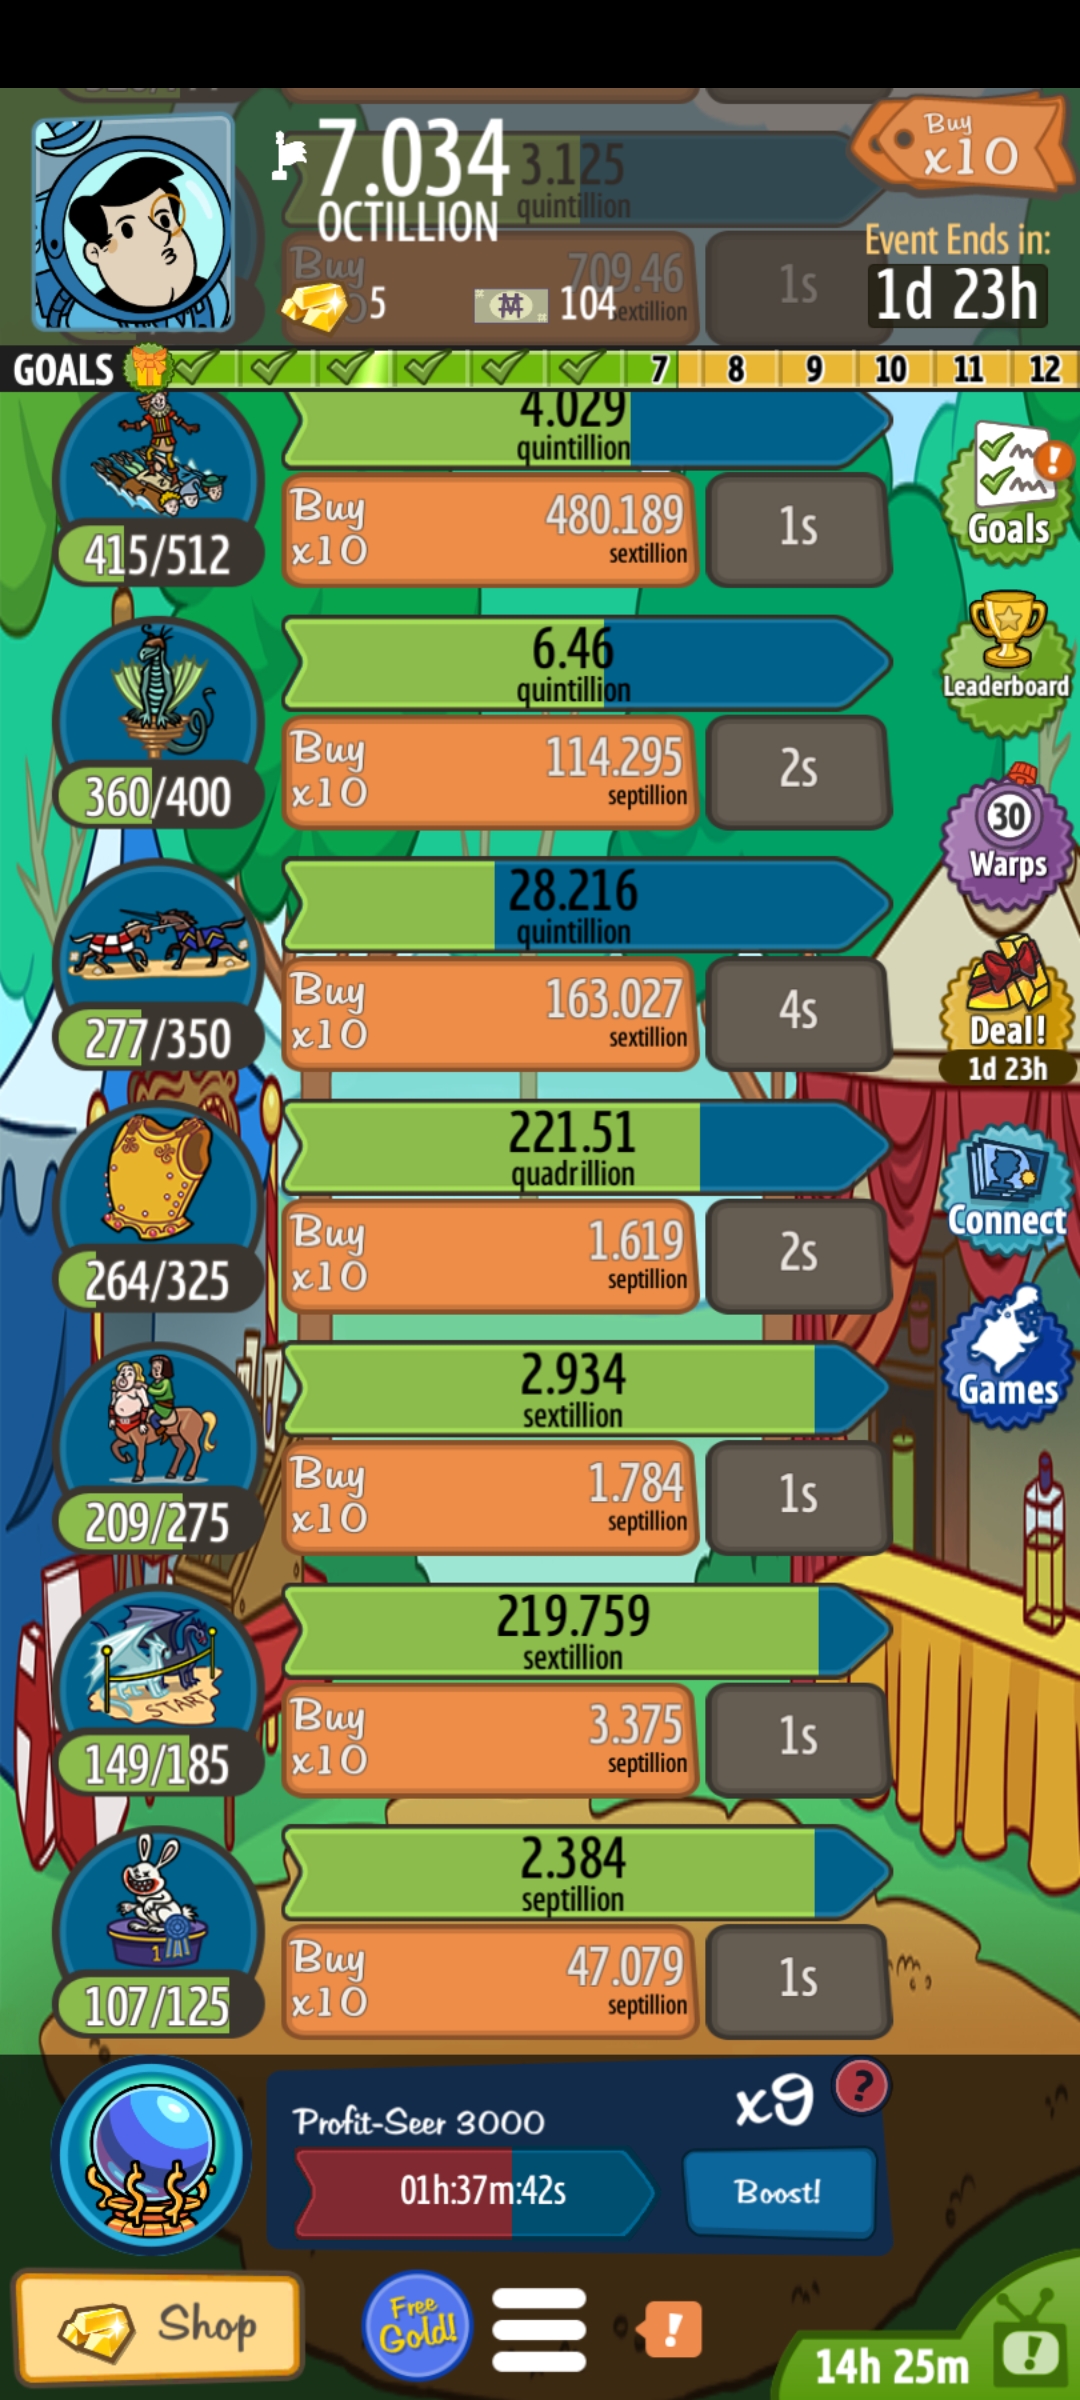 7.034
OCTILLION
3.125
quintillion
Buy
x10
Event Ends in:
1d 23h
Buy
709.46
sextillion
1s
5
104
GOALS
7
8
9
10
11
12
4.029
quintillion
Buy
x10
480.189
sextillion
1s
415/512
Goals
6.46
quintillion
Buy
x10
114.295
septillion
2s
360/400
Leaderboard
28.216
quintillion
Buy
x10
163.027
sextillion
4s
277/350
30
Warps
Deal!
1d 23h
221.51
quadrillion
Buy
x10
1.619
septillion
2s
264/325
Connect
2.934
sextillion
Buy
x10
1.784
septillion
1s
209/275
Games
219.759
sextillion
Buy
x10
3.375
septillion
1s
START
149/185
2.384
septillion
Buy
x10
47.079
septillion
1s
1
107/125
Profit-Seer 3000
x9
?
01h:37m:42s
Boost!
Shop
Free
Gold!
!
14h 25m
!